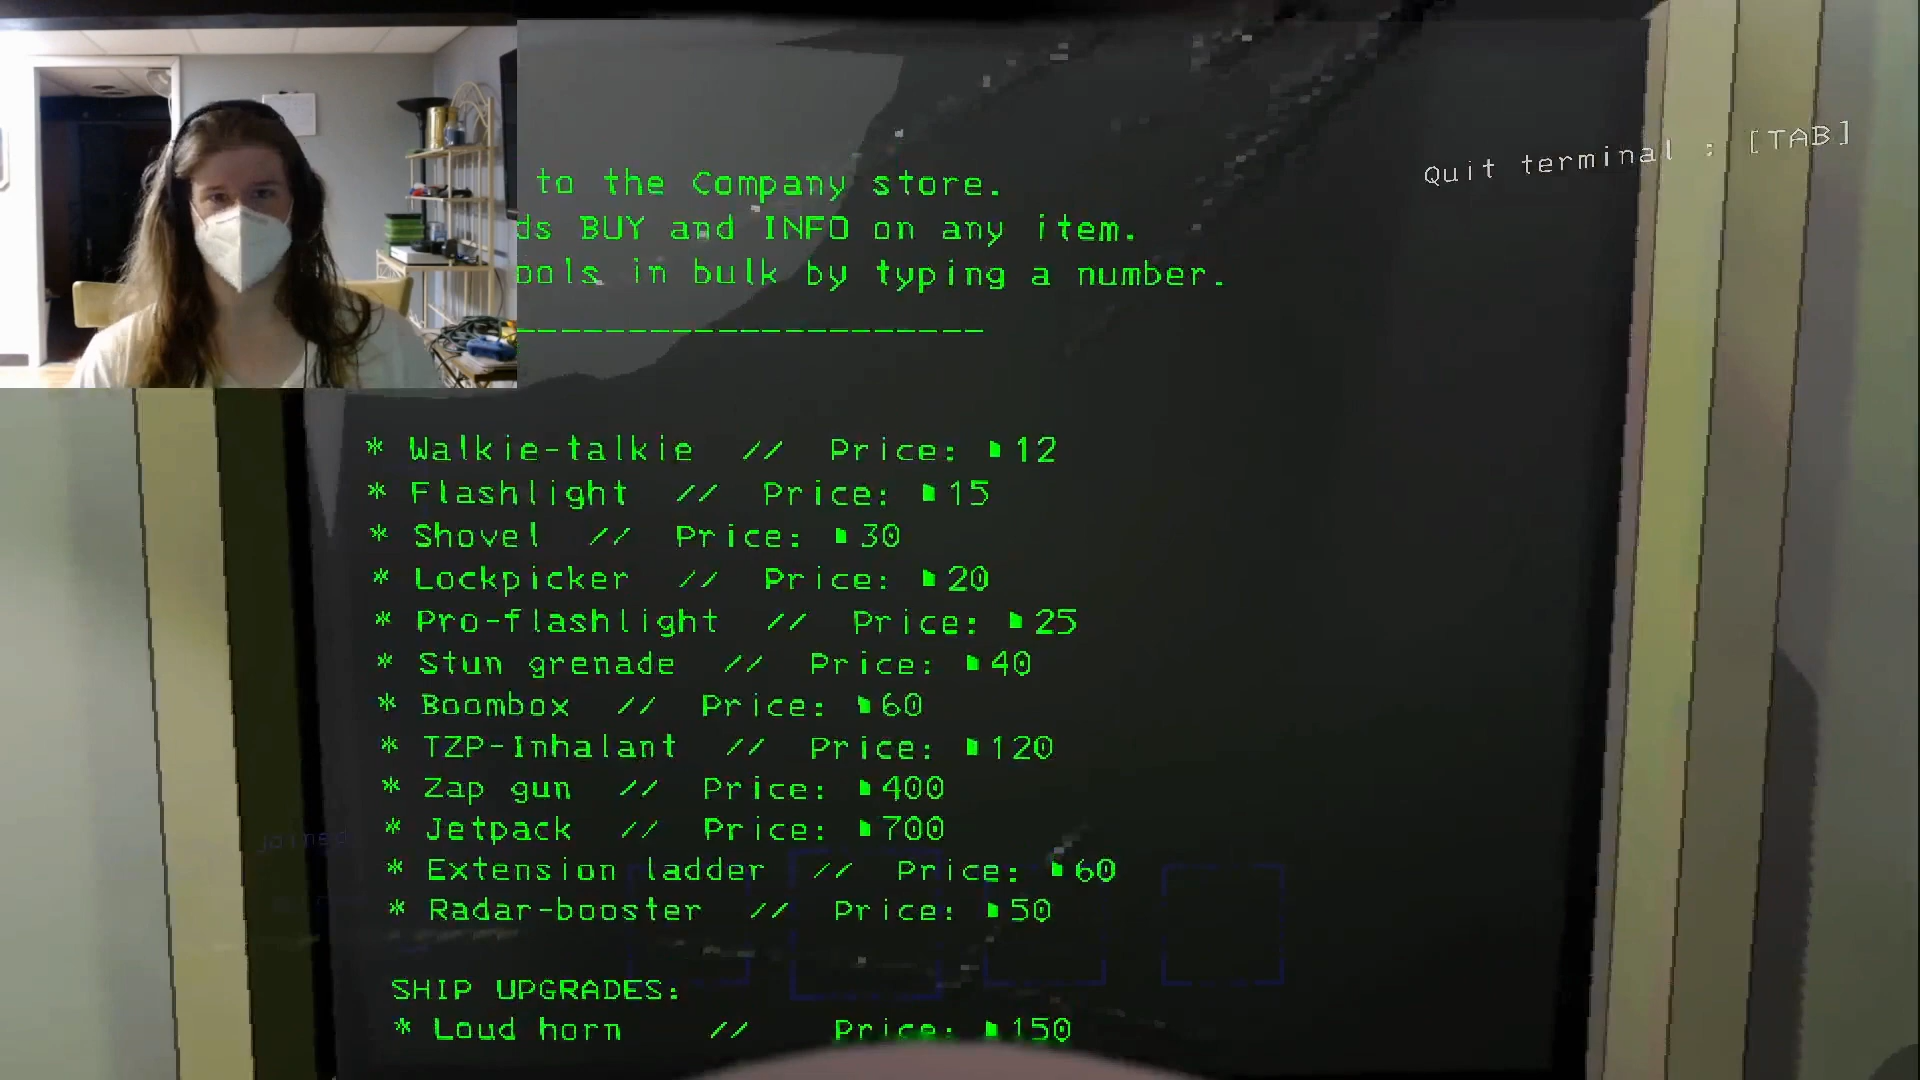 Quit terminal : [TAB]
to the Company store.
ds BUY and INFO on any item.
ools in bulk by typing a number.
----------------------
* Walkie-talkie // Price: ■12
* Flashlight // Price: ■15
* Shovel // Price: ■30
* Lockpicker // Price: ■20
* Pro-flashlight // Price: ■25
* Stun grenade // Price: ■40
* Boombox // Price: ■60
* TZP-Inhalant // Price: ■120
* Zap gun // Price: ■400
* Jetpack // Price: ■700
joined
* Extension ladder // Price: ■60
* Radar-booster // Price: ■50
SHIP UPGRADES:
* Loud horn // Price: ■150